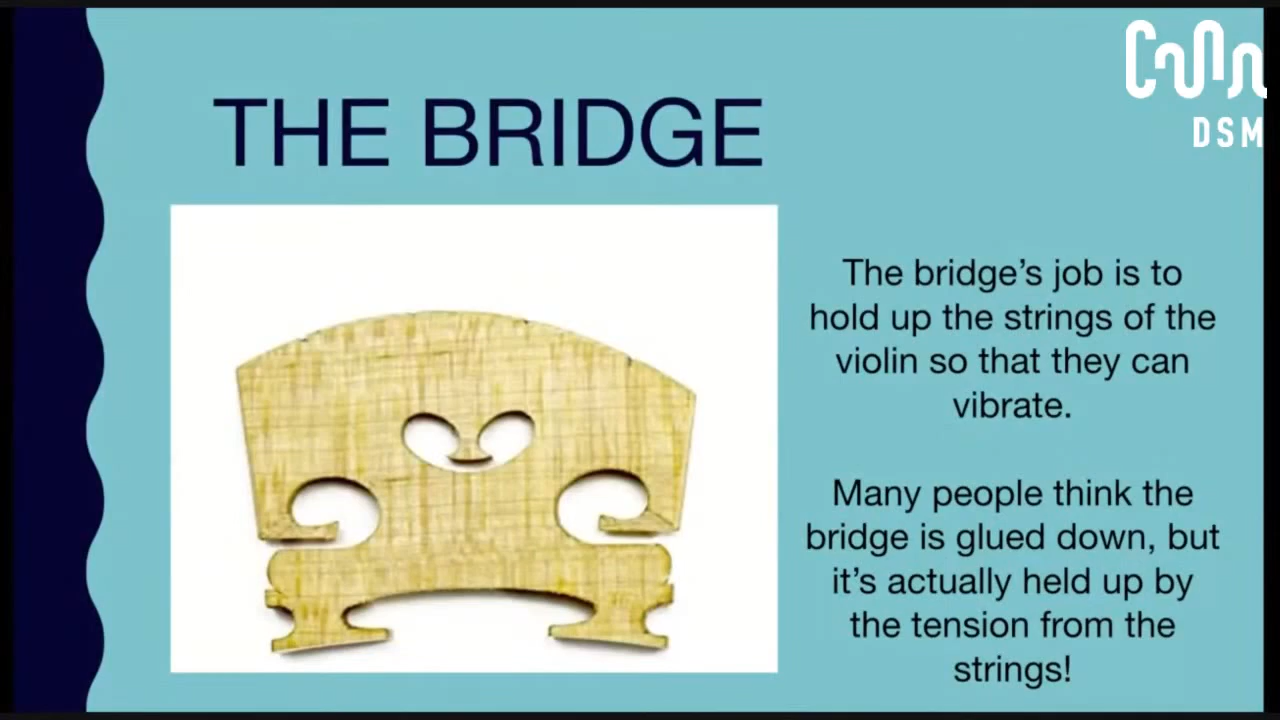 THE BRIDGE
DSM
The bridge’s job is to
hold up the strings of the
violin so that they can
vibrate.
Many people think the
bridge is glued down, but
it’s actually held up by
the tension from the
strings!